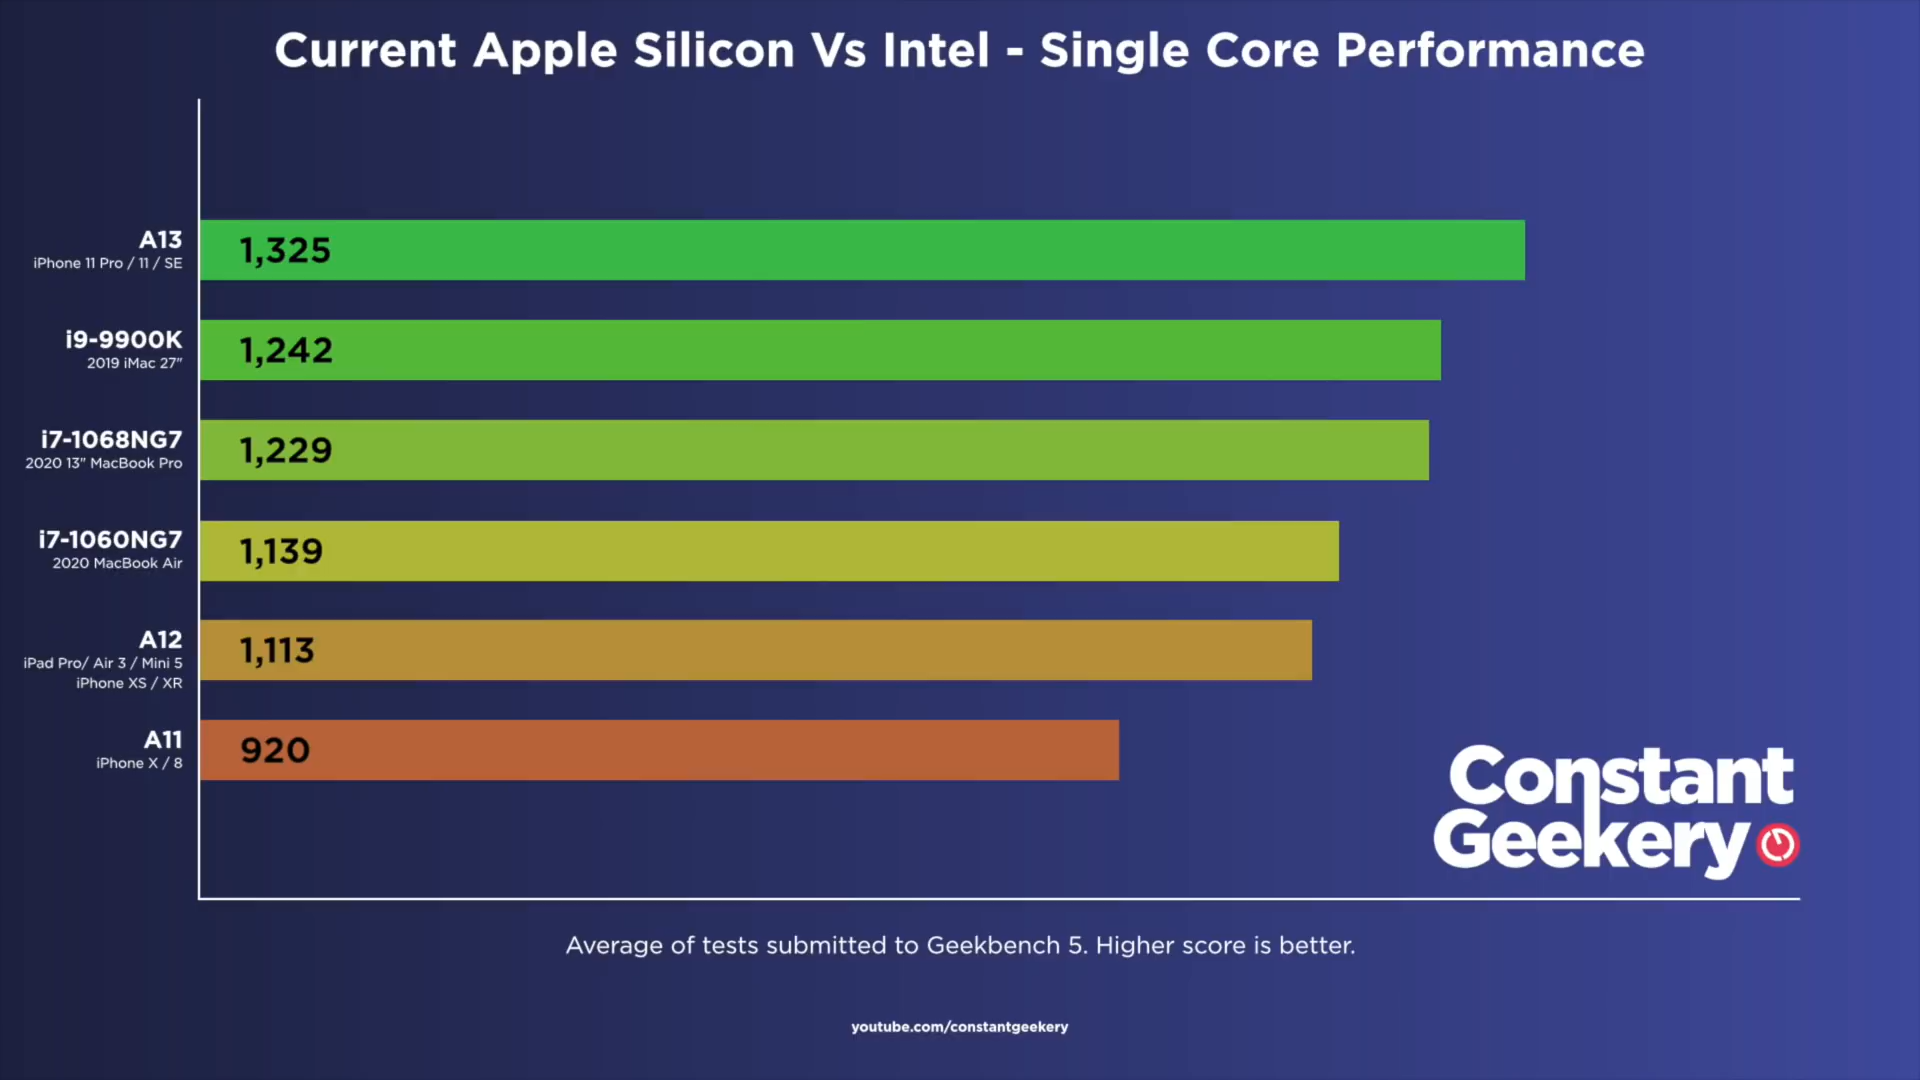 Current Apple Silicon Vs Intel - Single Core Performance
A13
iPhone 11 Pro / 11 / SE
1,325
i9-9900K
2019 iMac 27"
1,242
i7-1068NG7
2020 13" MacBook Pro
1,229
i7-1060NG7
2020 MacBook Air
1,139
A12
iPad Pro/ Air 3 / Mini 5
iPhone XS / XR
1,113
A11
iPhone X / 8
920
Constant
Geekery
Average of tests submitted to Geekbench 5. Higher score is better.
youtube.com/constantgeekery